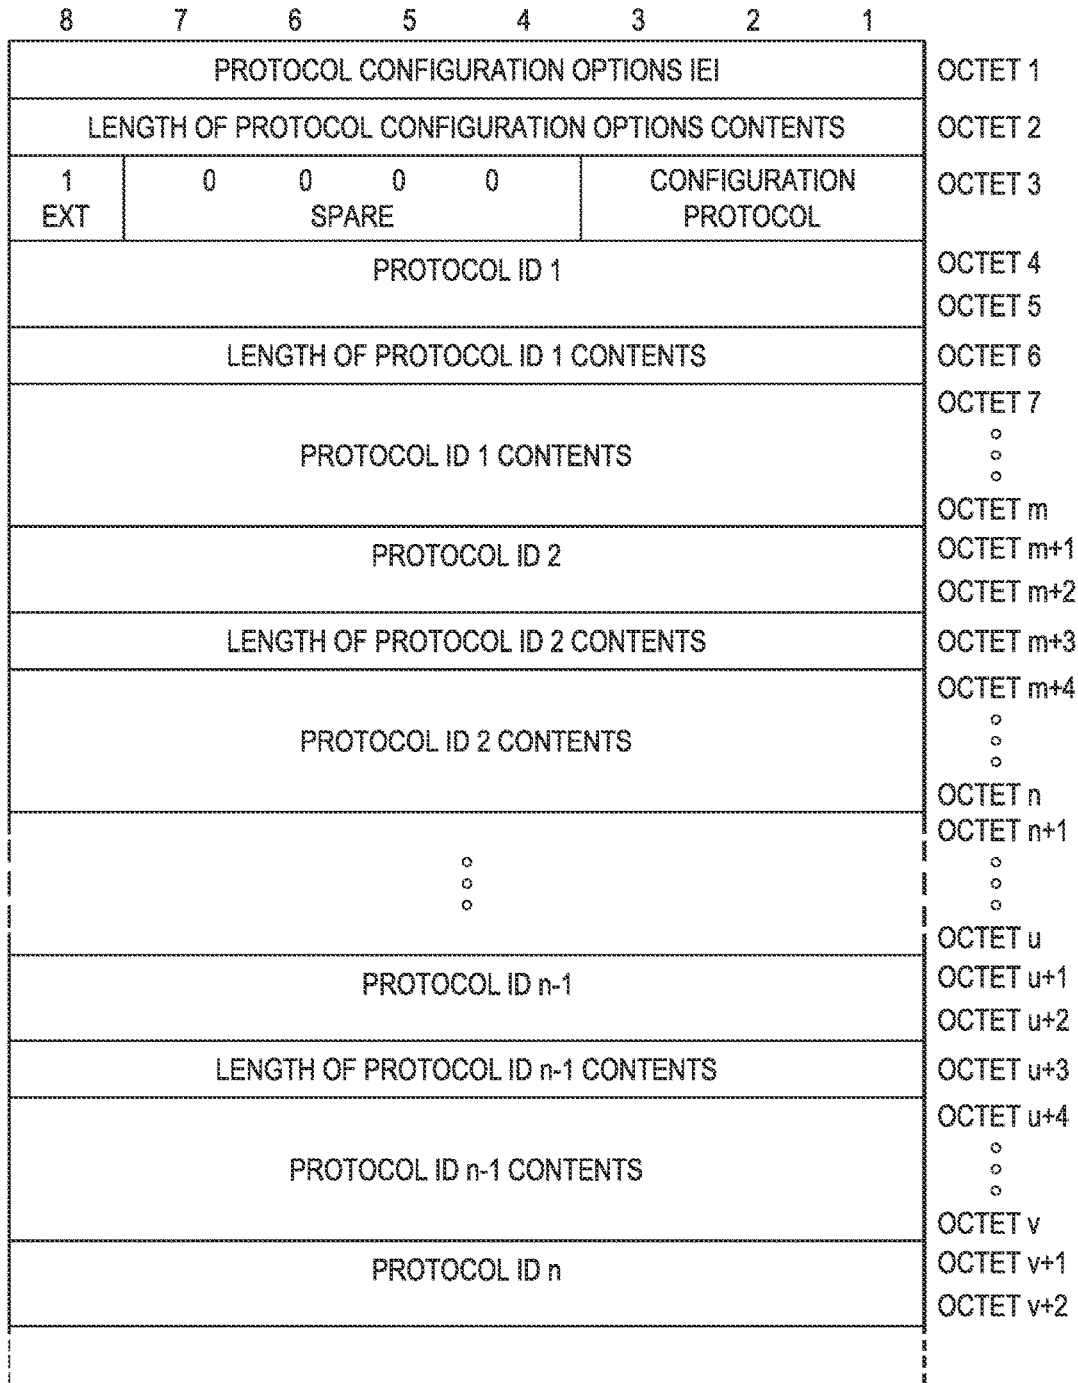 8 7 6 5 4 3 2 1
PROTOCOL CONFIGURATION OPTIONS IEI OCTET 1
LENGTH OF PROTOCOL CONFIGURATION OPTIONS CONTENTS OCTET 2
1 0 0 0 0 CONFIGURATION OCTET 3
EXT SPARE PROTOCOL
PROTOCOL ID 1 OCTET 4
OCTET 5
LENGTH OF PROTOCOL ID 1 CONTENTS OCTET 6
OCTET 7
PROTOCOL ID 1 CONTENTS
OCTET m
PROTOCOL ID 2 OCTET m+1
OCTET m+2
LENGTH OF PROTOCOL ID 2 CONTENTS OCTET m+3
OCTET m+4
PROTOCOL ID 2 CONTENTS
OCTET n
OCTET n+1
OCTET u
PROTOCOL ID n-1 OCTET u+1
OCTET u+2
LENGTH OF PROTOCOL ID n-1 CONTENTS OCTET u+3
OCTET u+4
PROTOCOL ID n-1 CONTENTS
OCTET v
PROTOCOL ID n OCTET v+1
OCTET v+2